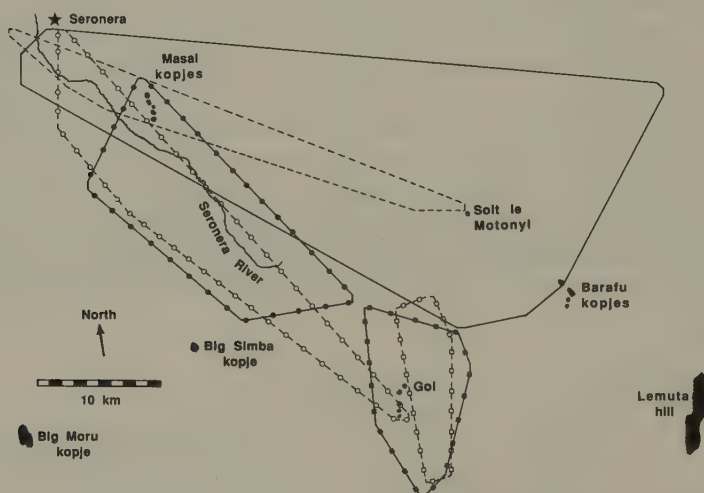 Seronera
Masai
kopjes
Soit le
Motonyi
Seronera
River
Barafu
kopjes
North
Big Simba
kopje
10 km
Gol
Lemuta
hill
Big Moru
kopje